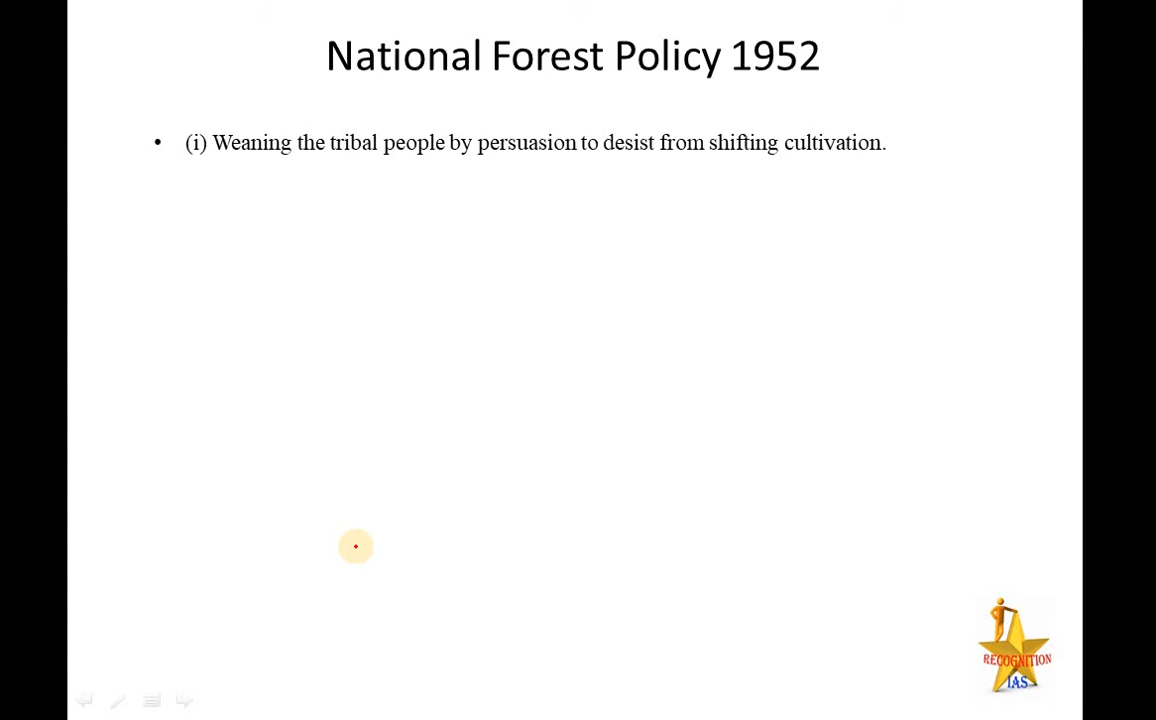 National Forest Policy 1952
• (i) Weaning the tribal people by persuasion to desist from shifting cultivation.
RECOGNITION
IAS